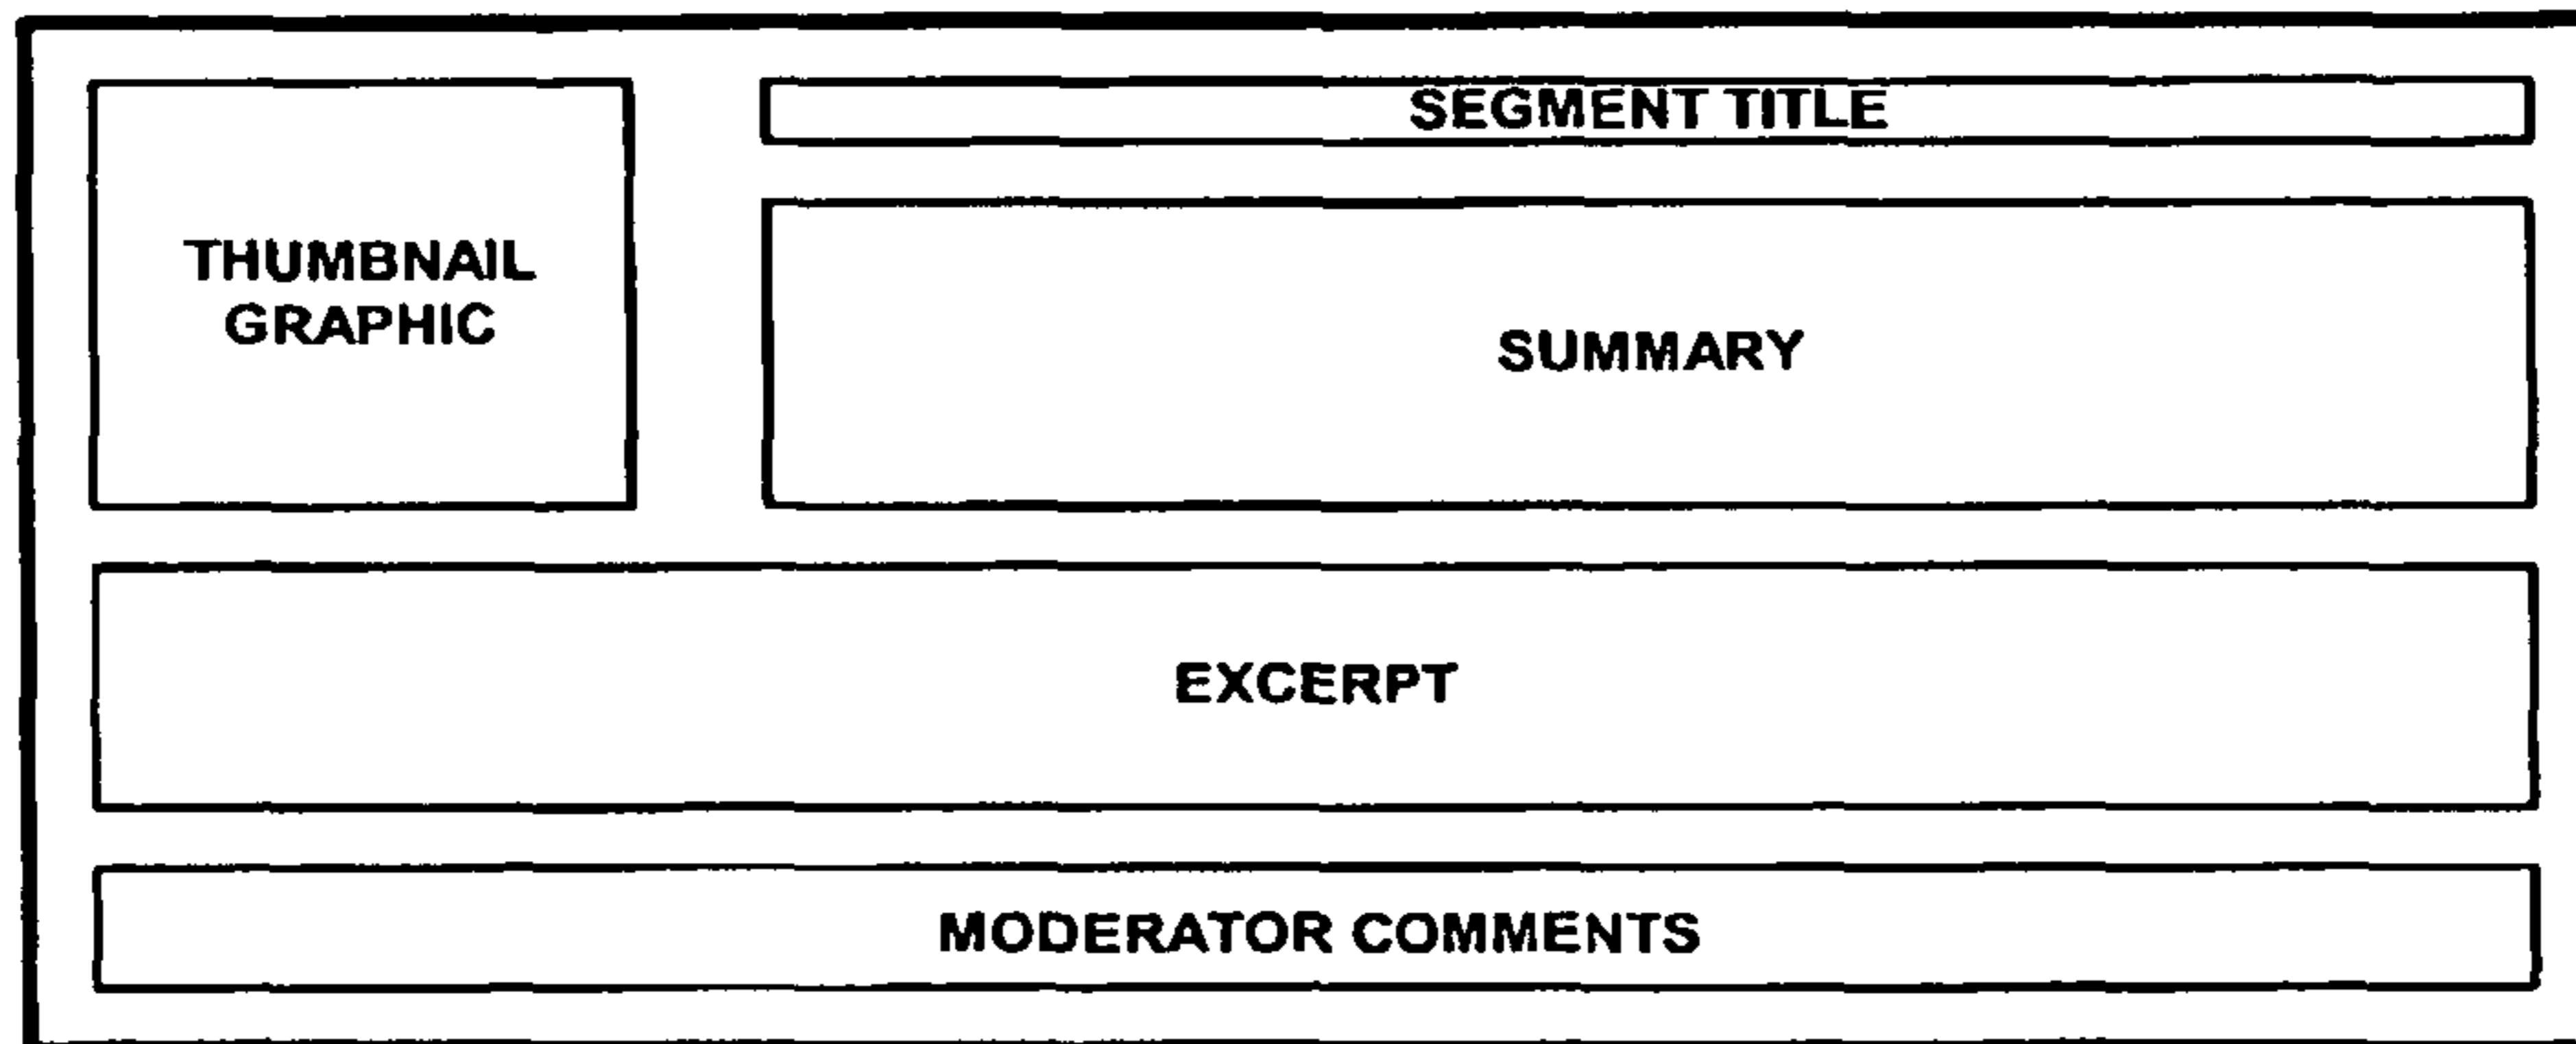 SEGMENT TITLE
THUMBNAIL
GRAPHIC
SUMMARY
EXCERPT
MODERATOR COMMENTS